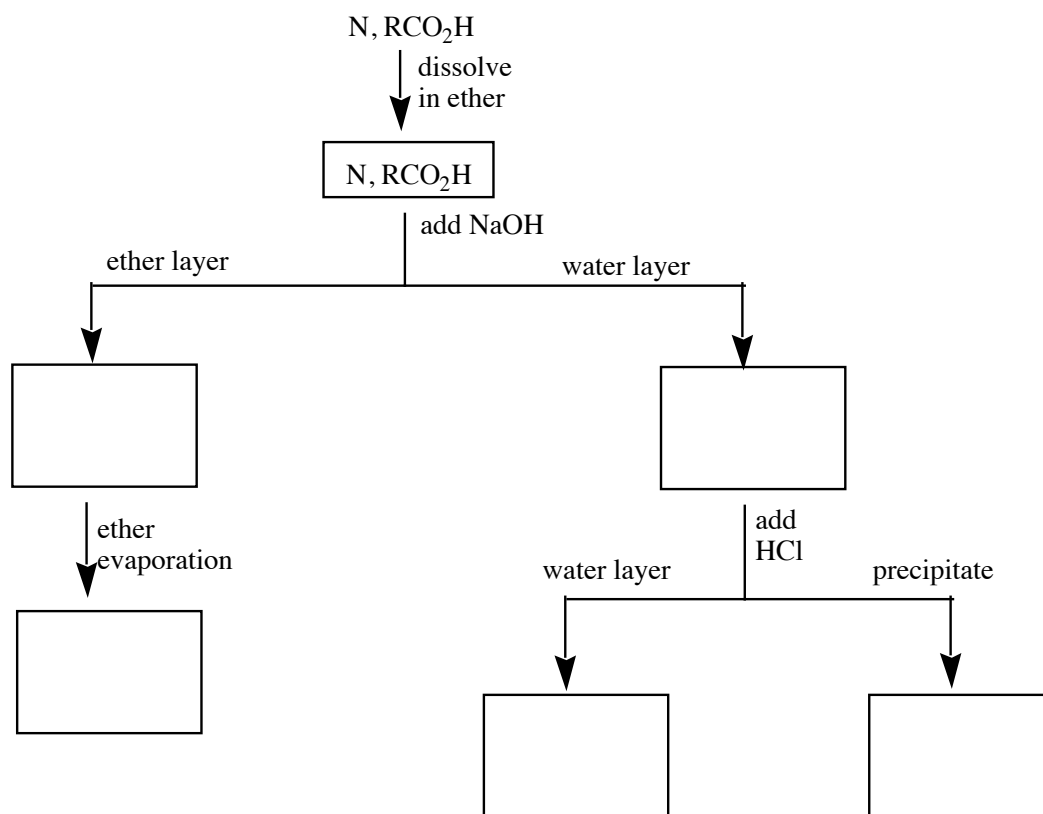 N, RCO₂H
dissolve
in ether
N, RCO₂H
add NaOH
ether layer
water layer
ether
evaporation
add
HCl
water layer
precipitate